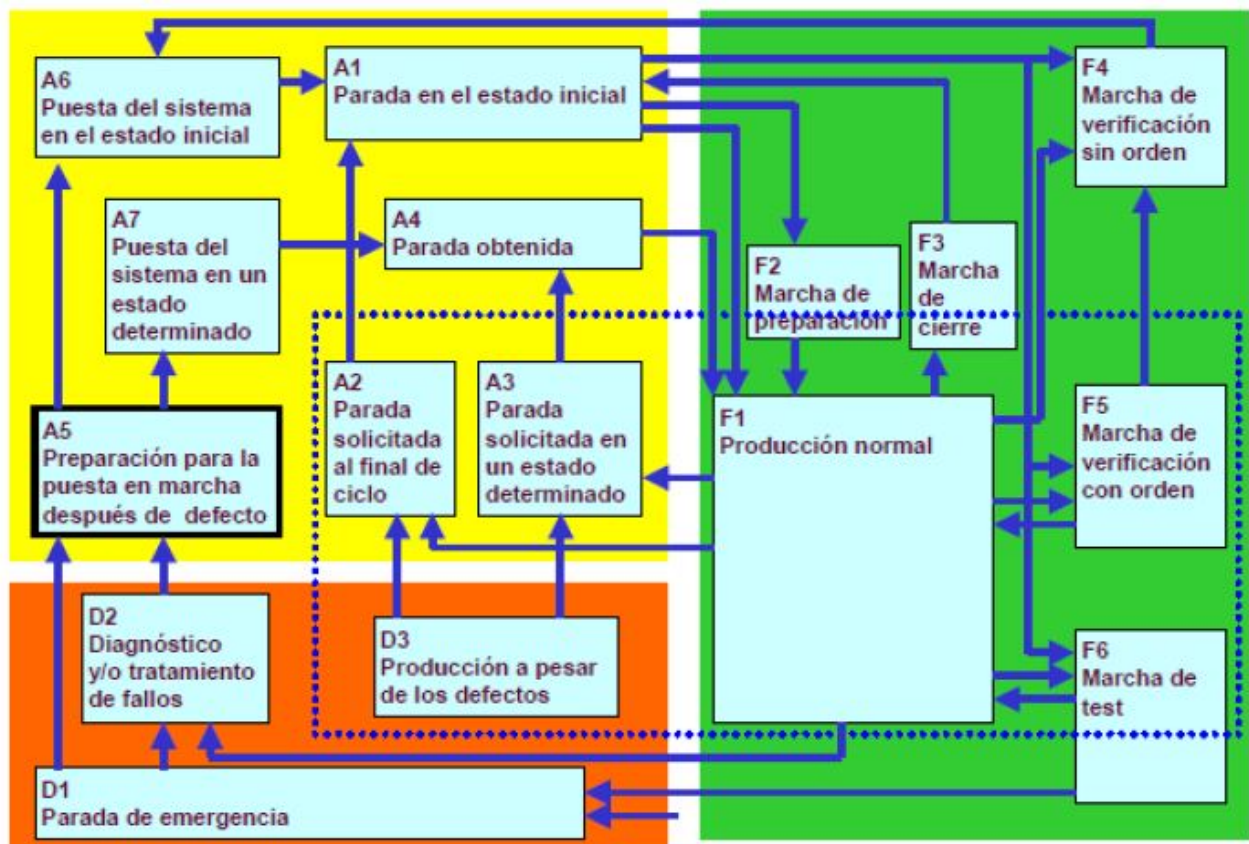 A6
Puesta del sistema
en el estado inicial
A1
Parada en el estado inicial
F4
Marcha de
verificación
sin orden
A7
Puesta del
sistema en un
estado
determinado
A4
Parada obtenida
F2
Marcha de
preparación
F3
Marcha
de
cierre
A2
Parada
solicitada
al final de
ciclo
A3
Parada
solicitada en
un estado
determinado
F1
Producción normal
F5
Marcha de
verificación
con orden
A5
Preparación para la
puesta en marcha
después de defecto
D2
Diagnóstico
y/o tratamiento
de fallos
D3
Producción a pesar
de los defectos
F6
Marcha de
test
D1
Parada de emergencia